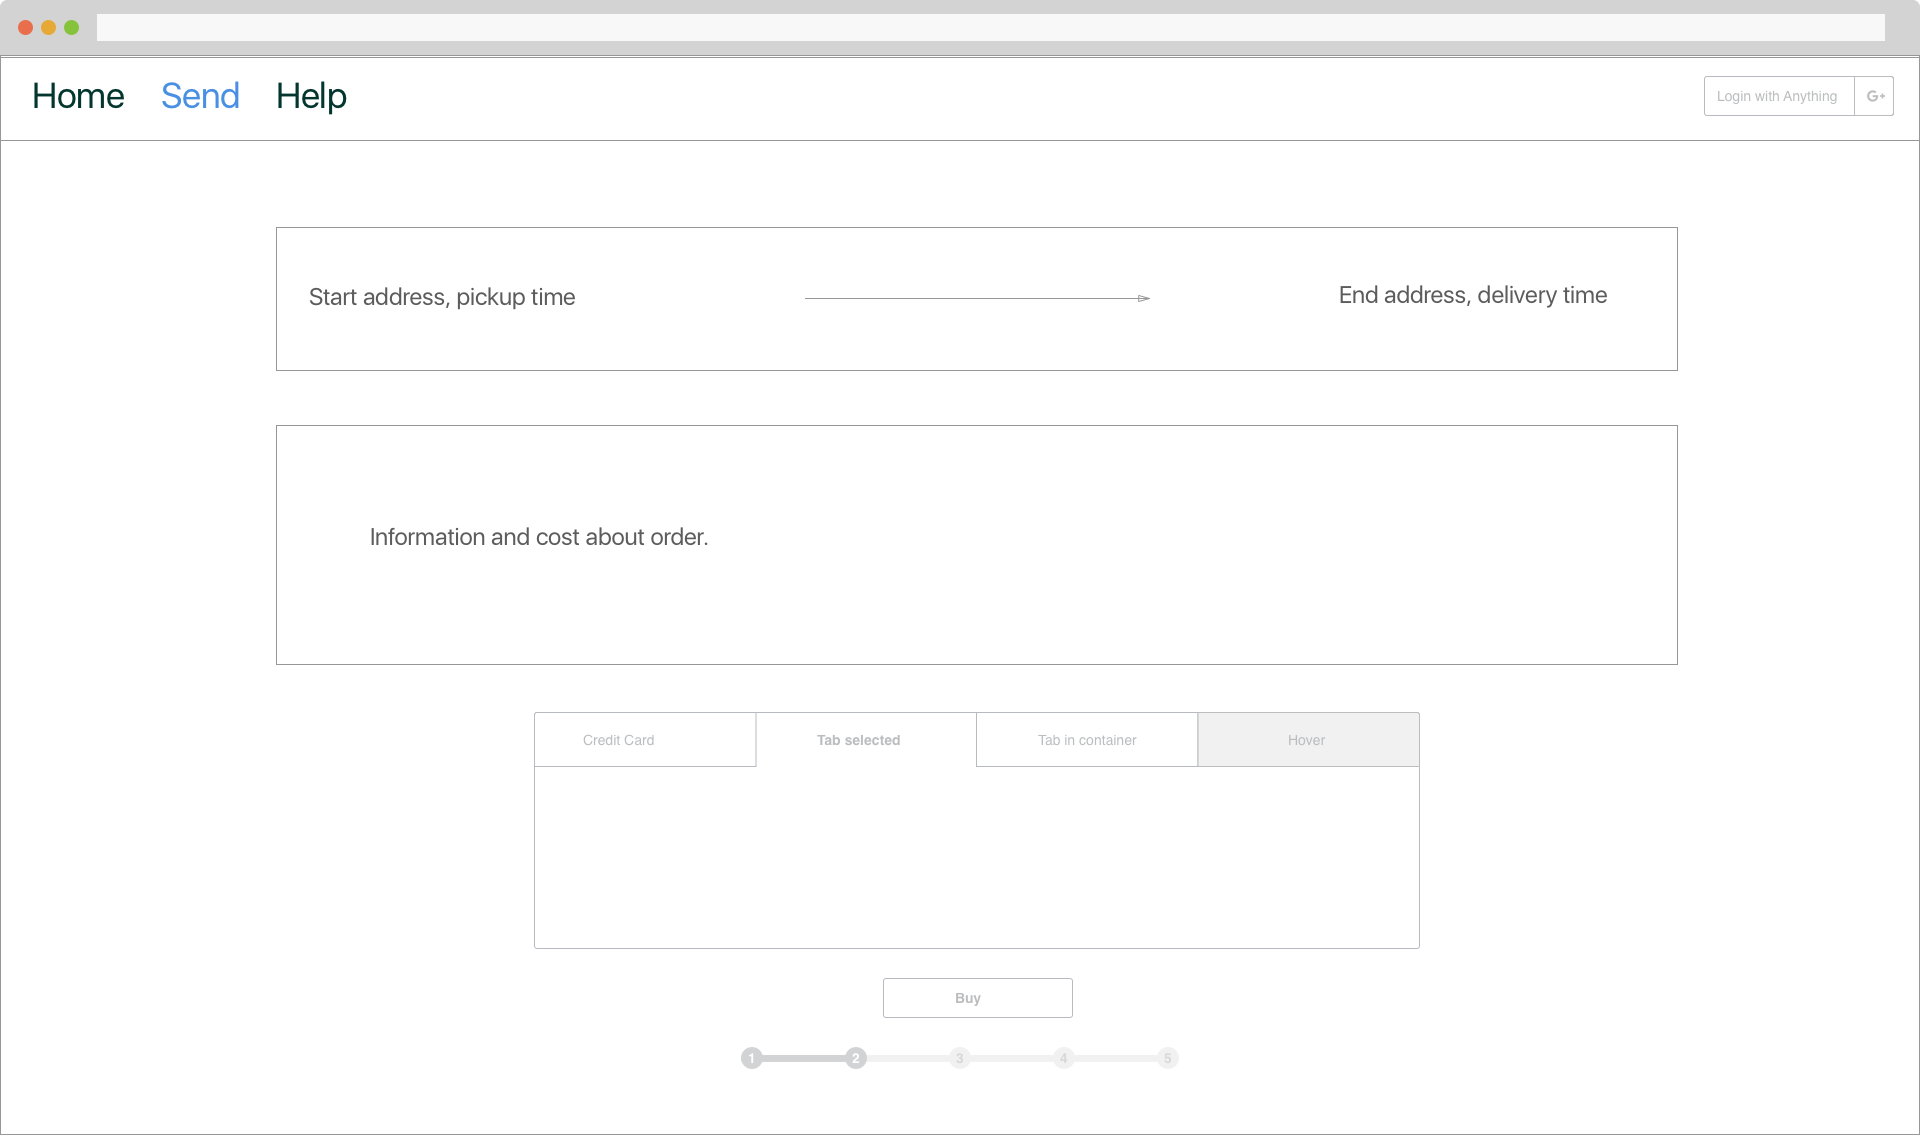 Home Send Help
Login with Anything G+
Start address, pickup time
End address, delivery time
Information and cost about order.
Credit Card
Tab selected
Tab in container
Hover
Buy
1 2 3 4 5